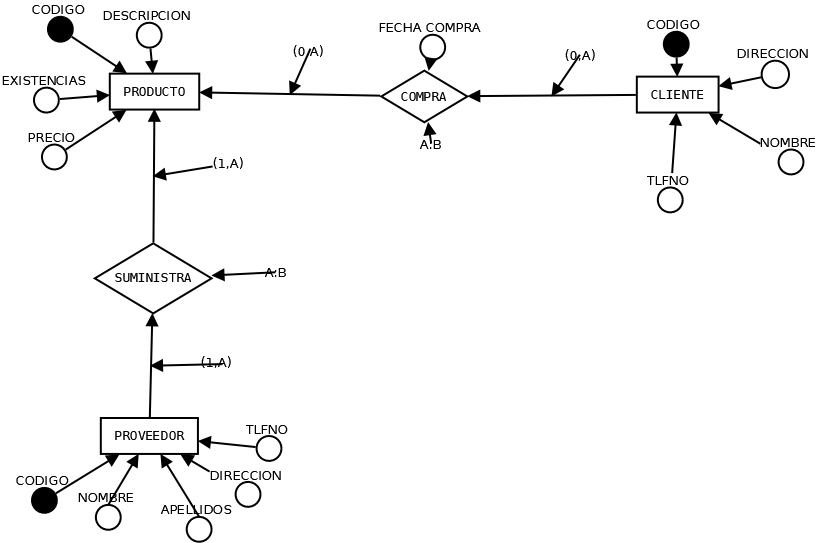 CODIGO
DESCRIPCION
EXISTENCIAS
PRODUCTO
PRECIO
(0,A)
FECHA COMPRA
COMPRA
A:B
(0,A)
CODIGO
DIRECCION
CLIENTE
NOMBRE
TLFNO
(1,A)
SUMINISTRA
A:B
(1,A)
PROVEEDOR
TLFNO
DIRECCION
CODIGO
NOMBRE
APELLIDOS